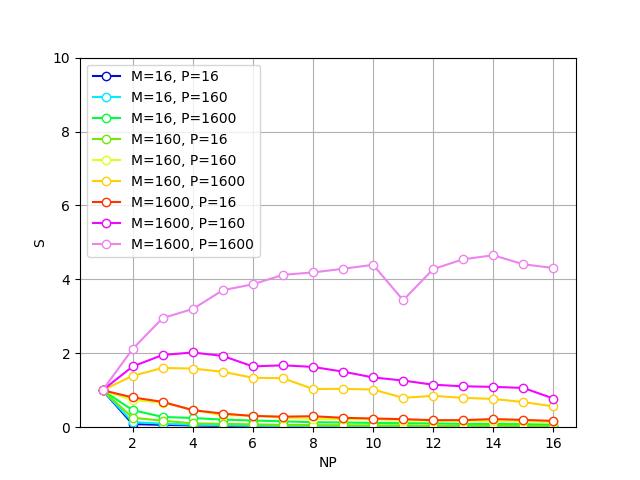 10
8
6
4
2
0
S
M=16, P=16
M=16, P=160
M=16, P=1600
M=160, P=16
M=160, P=160
M=160, P=1600
M=1600, P=16
M=1600, P=160
M=1600, P=1600
2 4 6 8 10 12 14 16
NP